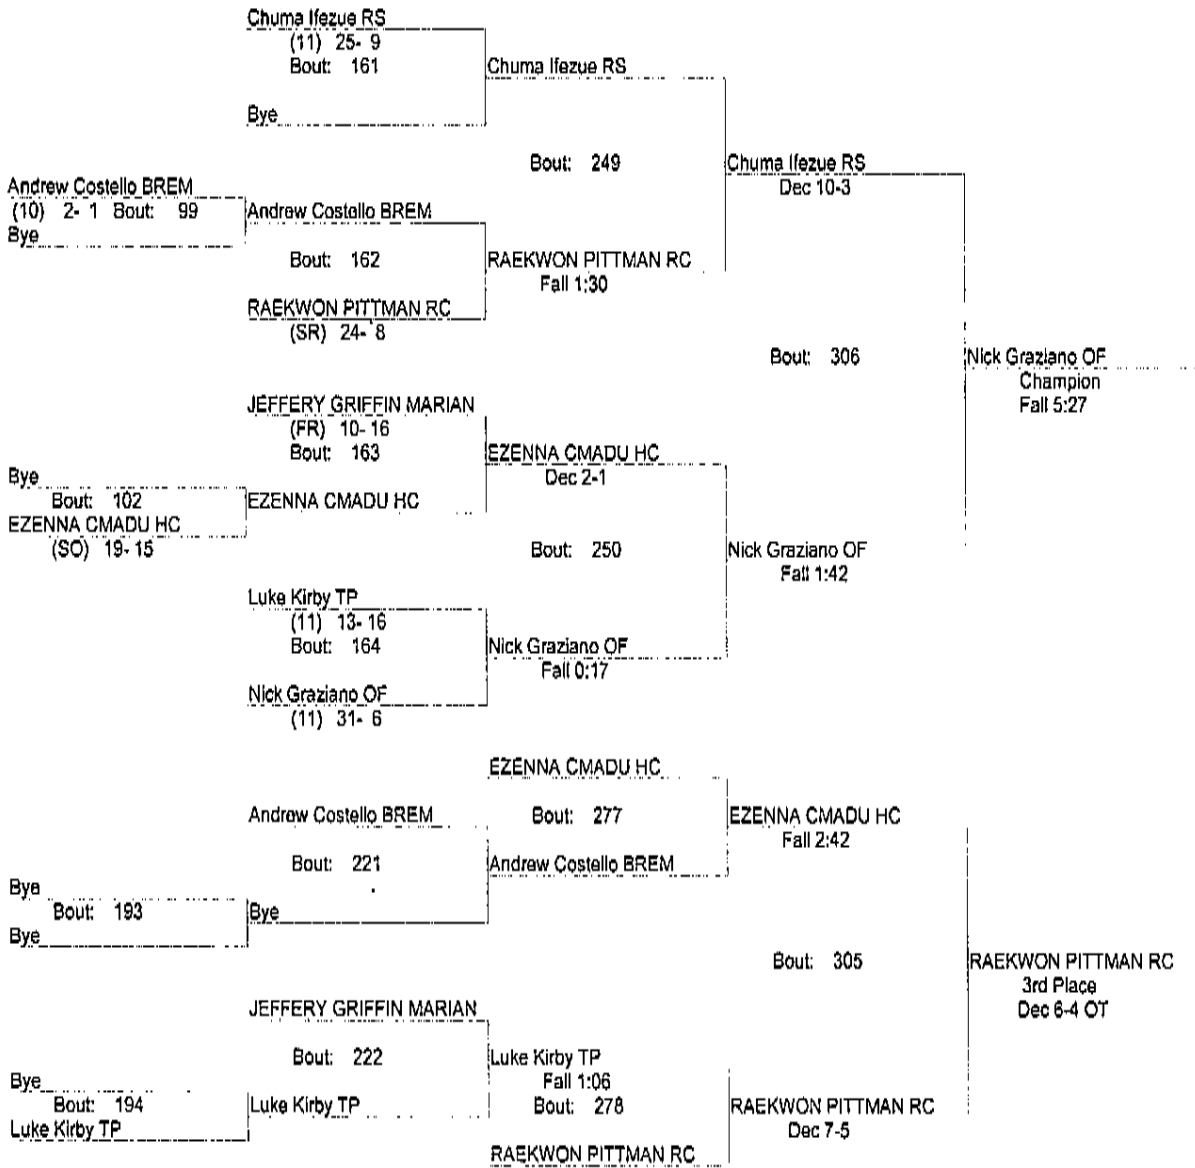 Chuma Ifezue RS
(11) 25- 9
Bout: 161
Chuma Ifezue RS
Bye
Bout: 249
Chuma Ifezue RS
Dec 10-3
Andrew Costello BREM
(10) 2- 1 Bout: 99
Andrew Costello BREM
Bye
Bout: 162
RAEKWON PITTMAN RC
Fall 1:30
RAEKWON PITTMAN RC
(SR) 24- 8
Bout: 306
Nick Graziano OF
Champion
Fall 5:27
JEFFERY GRIFFIN MARIAN
(FR) 10- 16
Bout: 163
EZENNA CMADU HC
Dec 2-1
Bye
Bout: 102
EZENNA CMADU HC
EZENNA CMADU HC
(SO) 19- 15
Bout: 250
Nick Graziano OF
Fall 1:42
Luke Kirby TP
(11) 13- 16
Bout: 164
Nick Graziano OF
Fall 0:17
Nick Graziano OF
(11) 31- 6
EZENNA CMADU HC
Andrew Costello BREM
Bout: 277
EZENNA CMADU HC
Fall 2:42
Bout: 221
Andrew Costello BREM
Bye
Bout: 193
Bye
Bye
Bout: 305
RAEKWON PITTMAN RC
3rd Place
Dec 6-4 OT
JEFFERY GRIFFIN MARIAN
Bout: 222
Luke Kirby TP
Fall 1:06
Bye
Bout: 194
Luke Kirby TP
Bout: 278
RAEKWON PITTMAN RC
Dec 7-5
Luke Kirby TP
RAEKWON PITTMAN RC